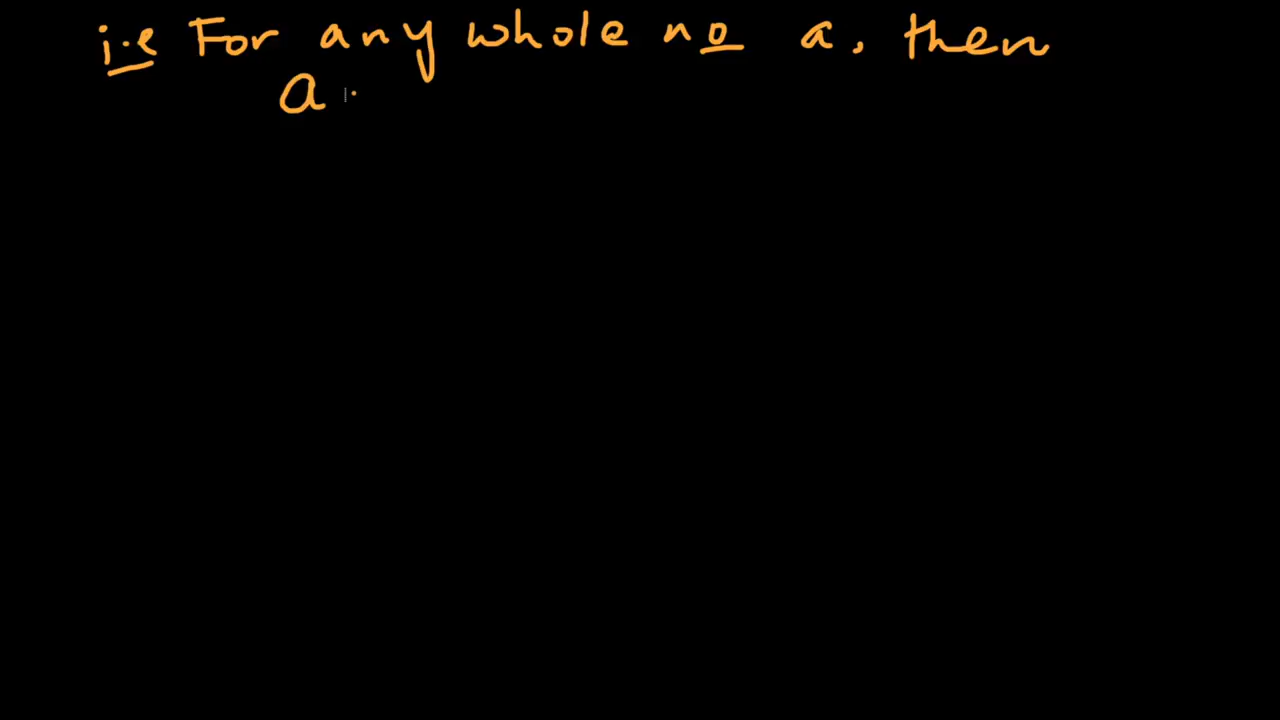 i.e For any whole no a, then
a